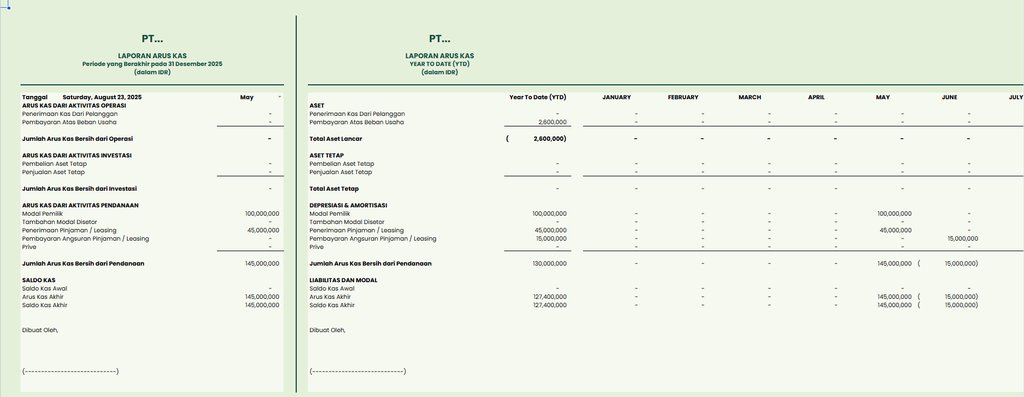 PT...
LAPORAN ARUS KAS
Periode yang Berakhir pada 31 Desember 2025
(dalam IDR)
Tanggal Saturday, August 23, 2025 May -
ARUS KAS DARI AKTIVITAS OPERASI
Penerimaan Kas Dari Pelanggan -
Pembayaran Atas Beban Usaha -
Jumlah Arus Kas Bersih dari Operasi -
ARUS KAS DARI AKTIVITAS INVESTASI
Pembelian Aset Tetap -
Penjualan Aset Tetap -
Jumlah Arus Kas Bersih dari Investasi -
ARUS KAS DARI AKTIVITAS PENDANAAN
Modal Pemilik 100,000,000
Tambahan Modal Disetor -
Penerimaan Pinjaman / Leasing 45,000,000
Pembayaran Angsuran Pinjaman / Leasing -
Prive -
Jumlah Arus Kas Bersih dari Pendanaan 145,000,000
SALDO KAS
Saldo Kas Awal -
Arus Kas Akhir 145,000,000
Saldo Kas Akhir 145,000,000
Dibuat Oleh,
(----------------------------)
PT...
LAPORAN ARUS KAS
YEAR TO DATE (YTD)
(dalam IDR)
Year To Date (YTD) JANUARY FEBRUARY MARCH APRIL MAY JUNE JULY
ASET
Penerimaan Kas Dari Pelanggan - - - - - - -
Pembayaran Atas Beban Usaha 2,600,000 - - - - - -
Total Aset Lancar ( 2,600,000) - - - - - -
ASET TETAP
Pembelian Aset Tetap - - - - - - -
Penjualan Aset Tetap - - - - - - -
Total Aset Tetap - - - - - - -
DEPRESIASI & AMORTISASI
Modal Pemilik 100,000,000 - - - - 100,000,000 -
Tambahan Modal Disetor - - - - - - -
Penerimaan Pinjaman / Leasing 45,000,000 - - - - 45,000,000 -
Pembayaran Angsuran Pinjaman / Leasing 15,000,000 - - - - - 15,000,000
Prive - - - - - - -
Jumlah Arus Kas Bersih dari Pendanaan 130,000,000 - - - - 145,000,000 ( 15,000,000)
LIABILITAS DAN MODAL
Saldo Kas Awal - - - - - - -
Arus Kas Akhir 127,400,000 - - - - 145,000,000 ( 15,000,000)
Saldo Kas Akhir 127,400,000 - - - - 145,000,000 ( 15,000,000)
Dibuat Oleh,
(----------------------------)